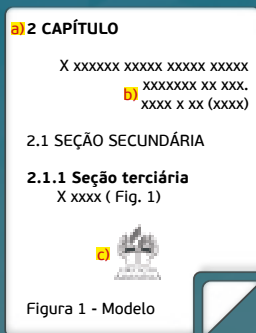 a) 2 CAPÍTULO
X xxxxxx xxxxx xxxxx xxxxx
xxxxxxx xx xxx.
b)
xxxx x xx (xxxx)
2.1 SEÇÃO SECUNDÁRIA
2.1.1 Seção terciária
X xxxx ( Fig. 1)
c)
Figura 1 - Modelo